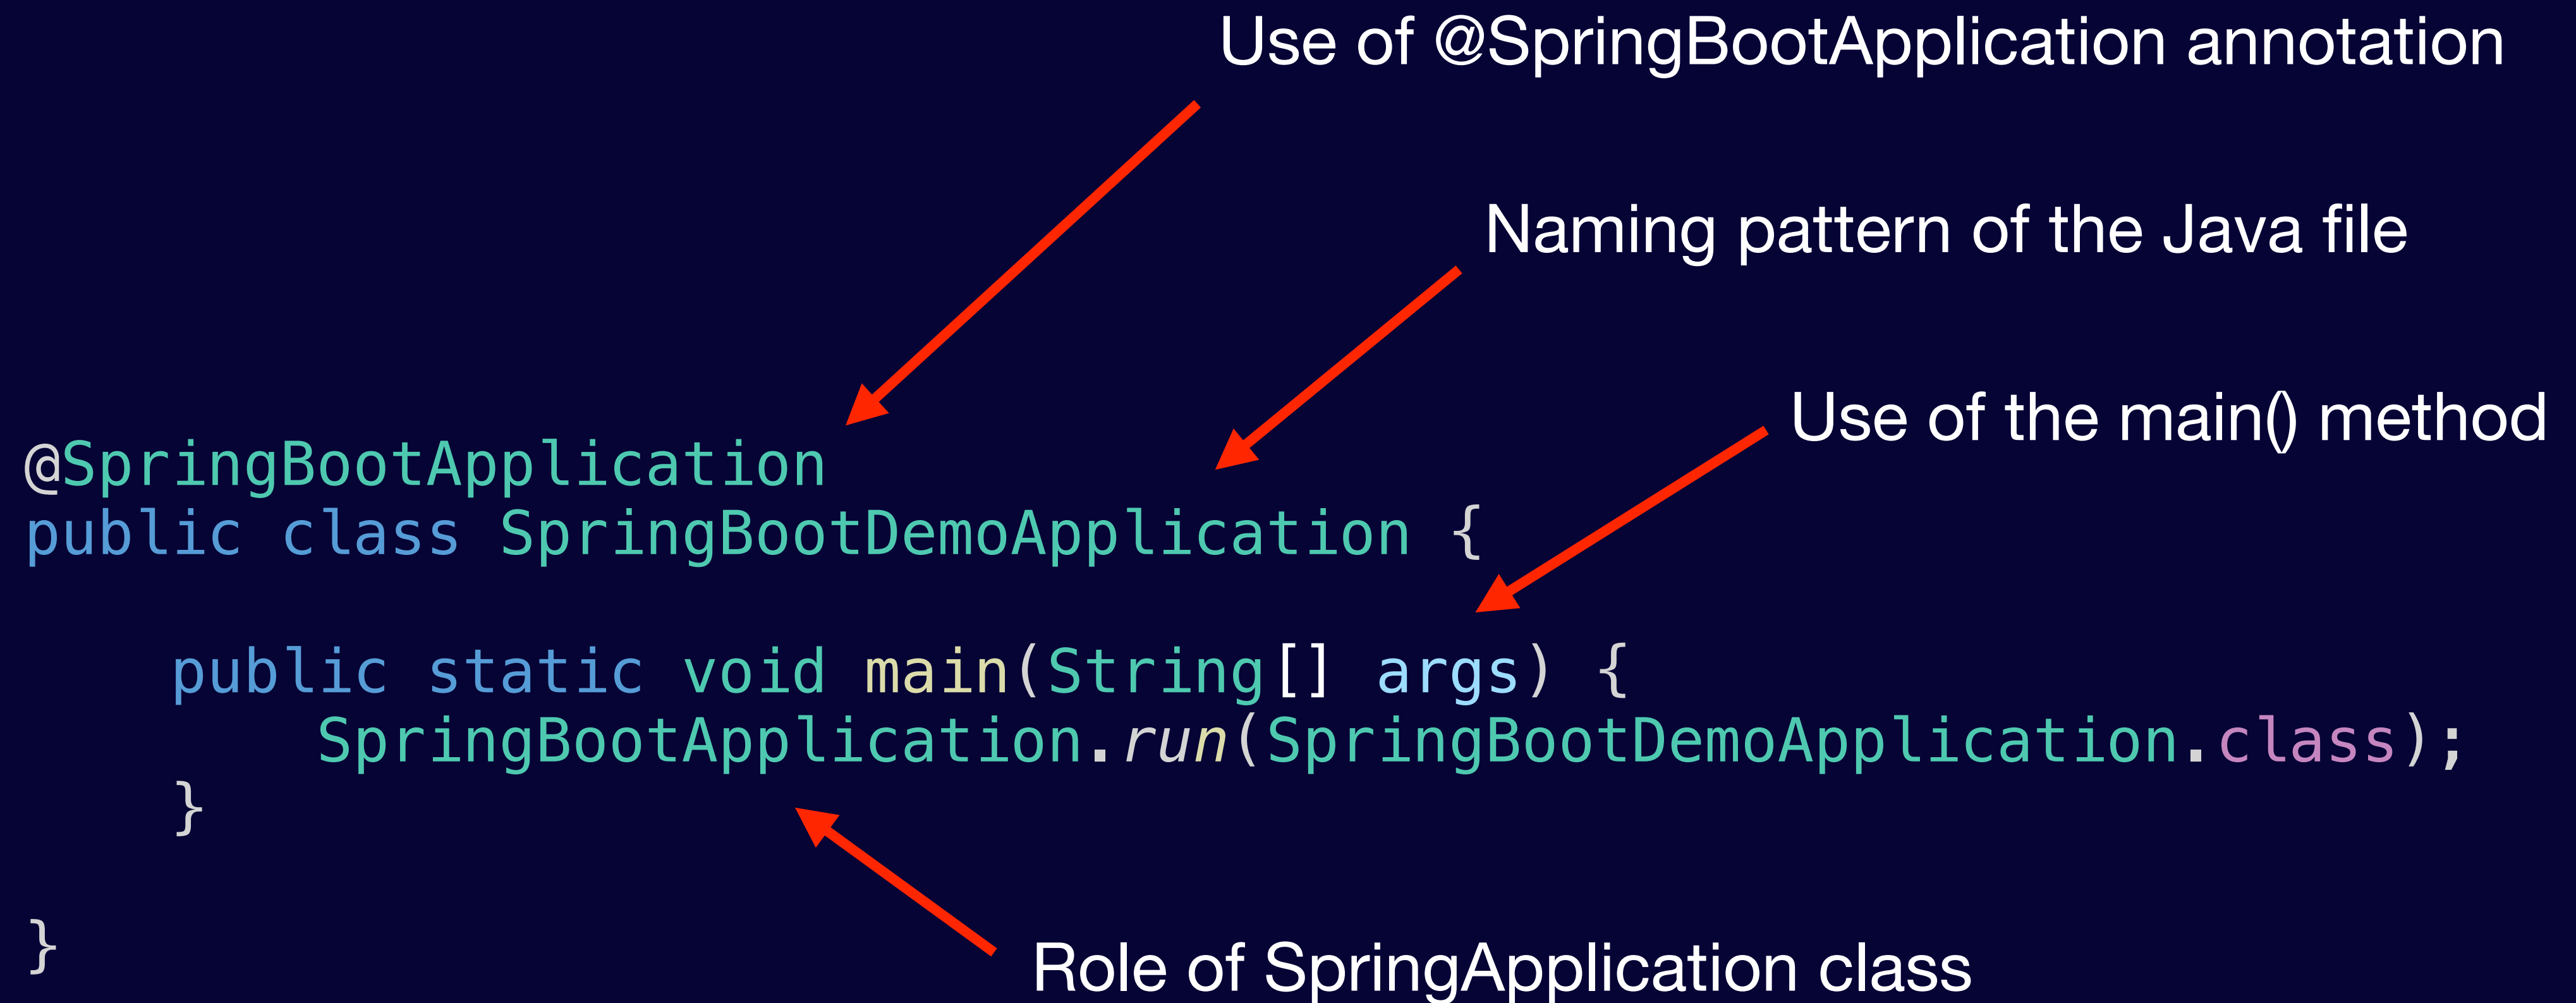 Use of @SpringBootApplication annotation
Naming pattern of the Java file
Use of the main() method
@SpringBootApplication
public class SpringBootDemoApplication {
public static void main(String[] args) {
SpringBootApplication.run(SpringBootDemoApplication.class);
}
}
Role of SpringApplication class